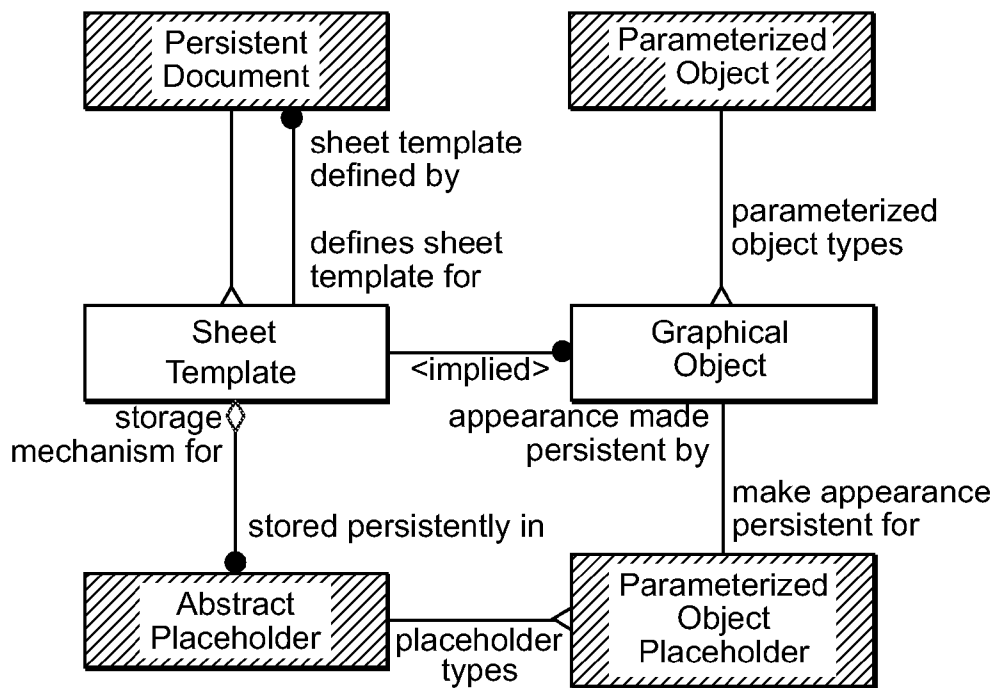 Persistent
Document
Parameterized
Object
sheet template
defined by
parameterized
object types
defines sheet
template for
Sheet
Template
<implied>
Graphical
Object
storage
mechanism for
appearance made
persistent by
make appearance
persistent for
stored persistently in
Abstract
Placeholder
placeholder
types
Parameterized
Object
Placeholder